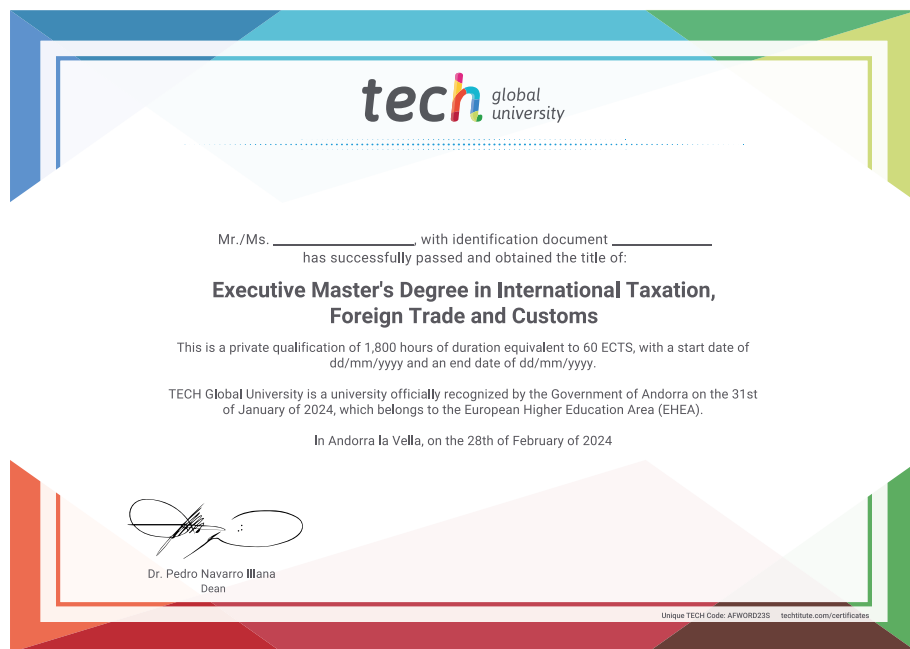 tech global university
Mr./Ms. ________________, with identification document ___________
has successfully passed and obtained the title of:
Executive Master's Degree in International Taxation,
Foreign Trade and Customs
This is a private qualification of 1,800 hours of duration equivalent to 60 ECTS, with a start date of
dd/mm/yyyy and an end date of dd/mm/yyyy.
TECH Global University is a university officially recognized by the Government of Andorra on the 31st
of January of 2024, which belongs to the European Higher Education Area (EHEA).
In Andorra la Vella, on the 28th of February of 2024
Dr. Pedro Navarro Illana
Dean
Unique TECH Code: AFWORD23S techtitute.com/certificates